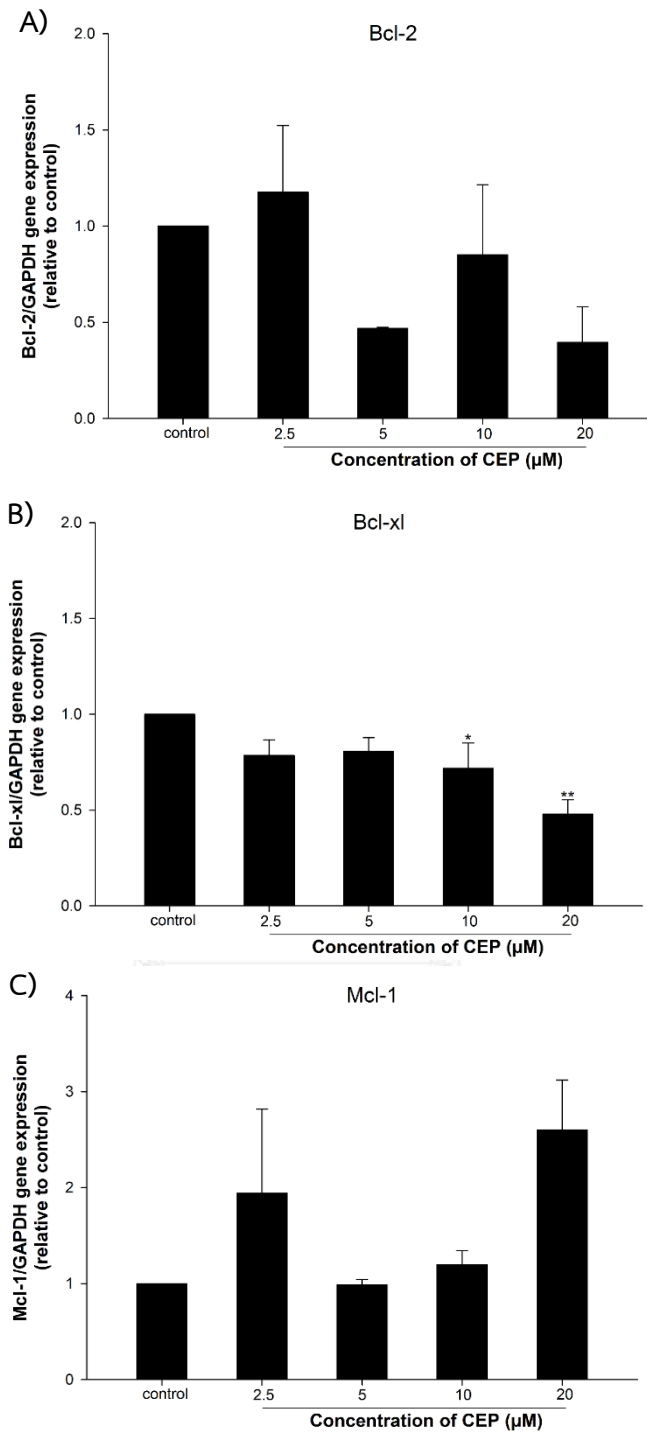 A)
Bcl-2
Bcl-2/GAPDH gene expression
(relative to control)
2.0
1.5
1.0
0.5
0.0
control 2.5 5 10 20
Concentration of CEP (µM)
B)
Bcl-xl
Bcl-xl/GAPDH gene expression
(relative to control)
2.0
1.5
1.0
0.5
0.0
*
**
control 2.5 5 10 20
Concentration of CEP (µM)
C)
Mcl-1
Mcl-1/GAPDH gene expression
(relative to control)
4
3
2
1
0
control 2.5 5 10 20
Concentration of CEP (µM)